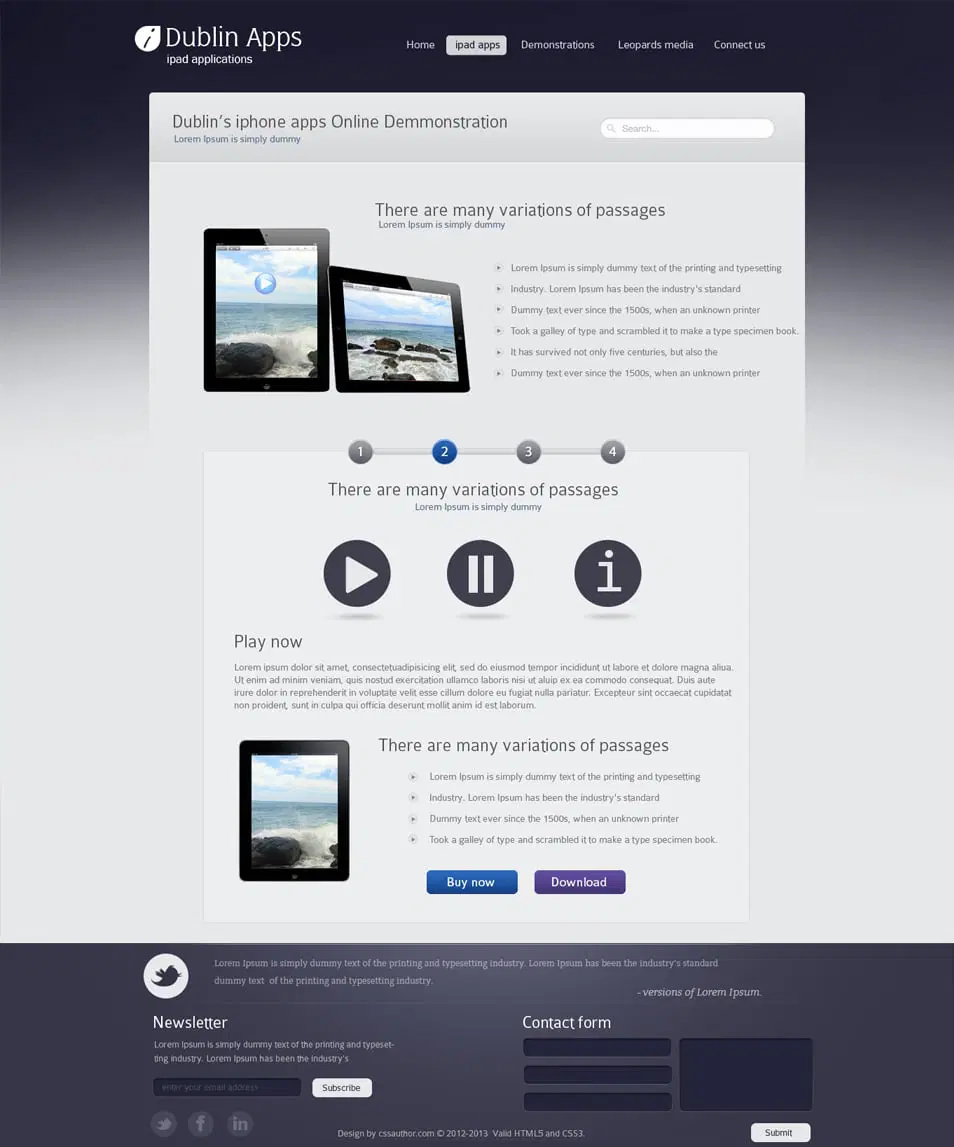 Dublin Apps
ipad applications
Home
ipad apps
Demonstrations
Leopards media
Connect us
Dublin's iphone apps Online Demmonstration
Lorem Ipsum is simply dummy
Search...
There are many variations of passages
Lorem Ipsum is simply dummy
Lorem Ipsum is simply dummy text of the printing and typesetting
Industry. Lorem Ipsum has been the industry's standard
Dummy text ever since the 1500s, when an unknown printer
Took a galley of type and scrambled it to make a type specimen book.
It has survived not only five centuries, but also the
Dummy text ever since the 1500s, when an unknown printer
1 2 3 4
There are many variations of passages
Lorem Ipsum is simply dummy
i
Play now
Lorem ipsum dolor sit amet, consectetuadipisicing elit, sed do eiusmod tempor incididunt ut labore et dolore magna aliua.
Ut enim ad minim veniam, quis nostud exercitation ullamco laboris nisi ut aluip ex ea commodo consequat. Duis aute
irure dolor in reprehenderit in voluptate velit esse cillum dolore eu fugiat nulla pariatur. Excepteur sint occaecat cupidatat
non proident, sunt in culpa qui officia deserunt mollit anim id est laborum.
There are many variations of passages
Lorem Ipsum is simply dummy text of the printing and typesetting
Industry. Lorem Ipsum has been the industry's standard
Dummy text ever since the 1500s, when an unknown printer
Took a galley of type and scrambled it to make a type specimen book.
Buy now
Download
Lorem Ipsum is simply dummy text of the printing and typesetting industry. Lorem Ipsum has been the industry's standard
dummy text of the printing and typesetting industry.
- versions of Lorem Ipsum.
Newsletter
Lorem Ipsum is simply dummy text of the printing and typeset-
ting industry. Lorem Ipsum has been the industry's
enter your email address
Subscribe
Contact form
Submit
f
in
Design by cssauthor.com © 2012-2013 Valid HTML5 and CSS3.